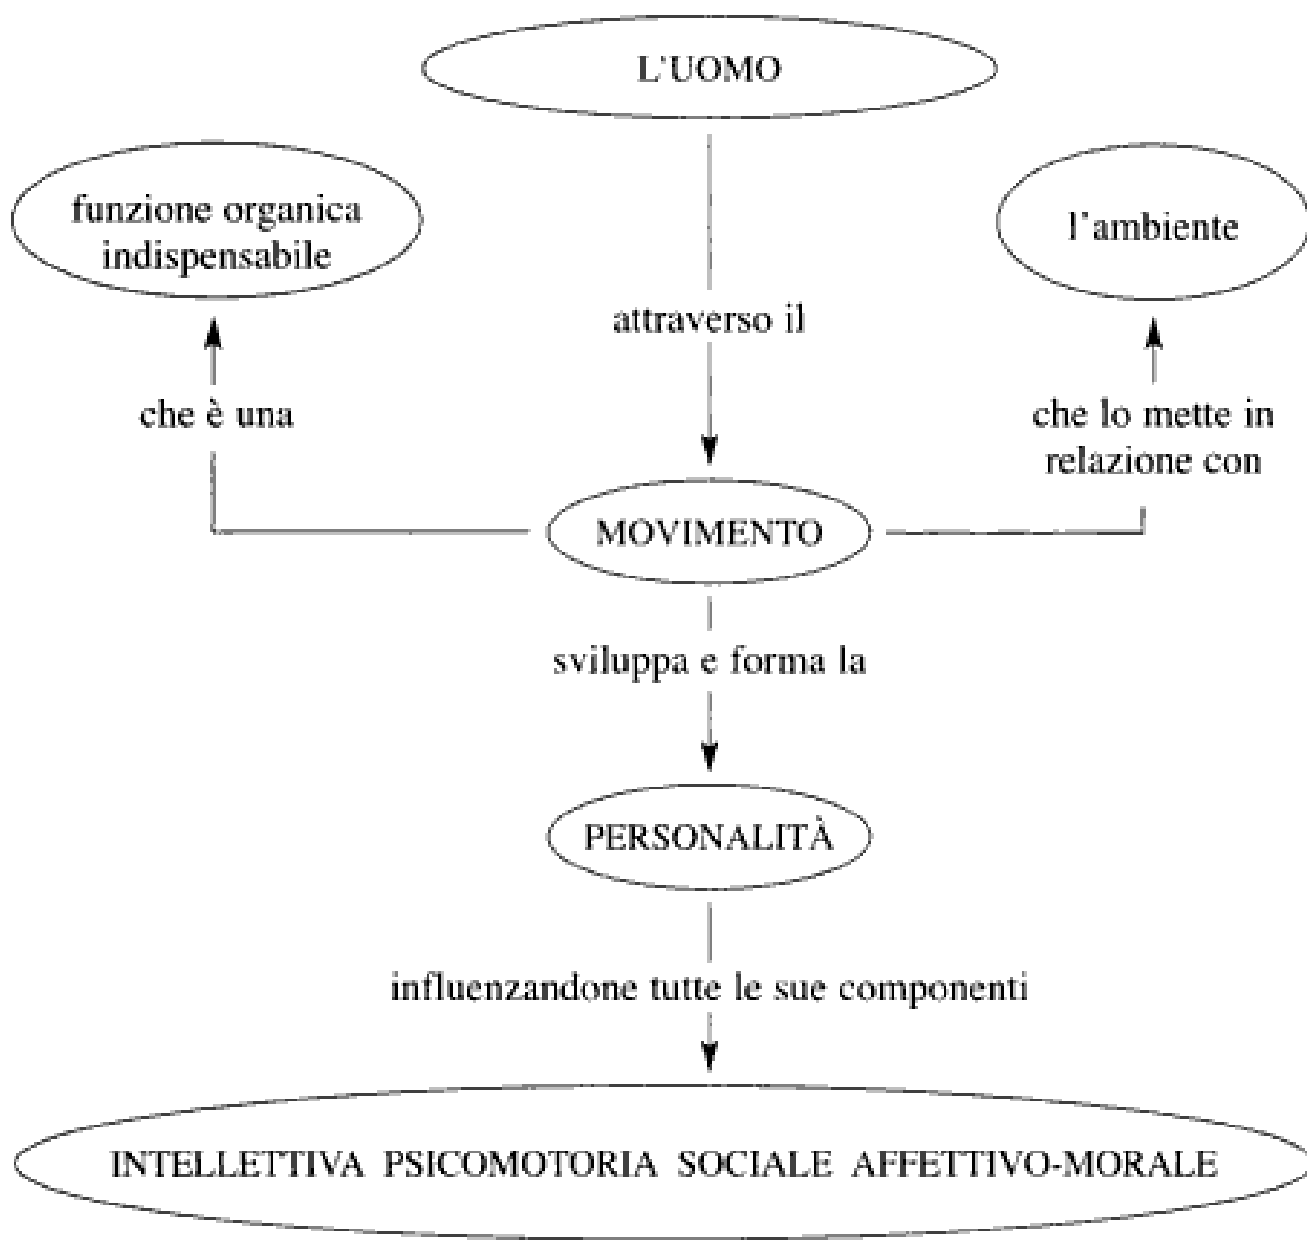 L'UOMO
funzione organica
indispensabile
l'ambiente
attraverso il
che è una
che lo mette in
relazione con
MOVIMENTO
sviluppa e forma la
PERSONALITÀ
influenzandone tutte le sue componenti
INTELLETTIVA PSICOMOTORIA SOCIALE AFFETTIVO-MORALE